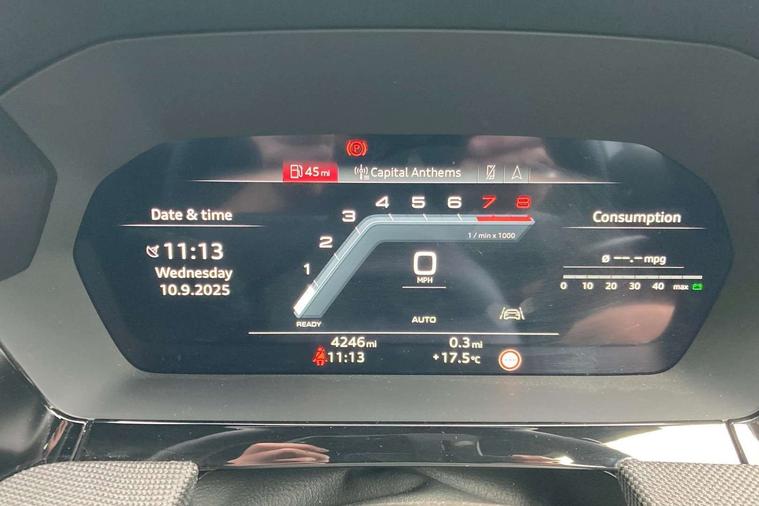 P
45 mi Capital Anthems
Date & time
11:13
Wednesday
10.9.2025
1 2 3 4 5 6 7 8
1 / min x 1000
0
MPH
READY
AUTO
Consumption
ø --.- mpg
0 10 20 30 40 max
4246 mi 0.3 mi
11:13 +17.5 °C